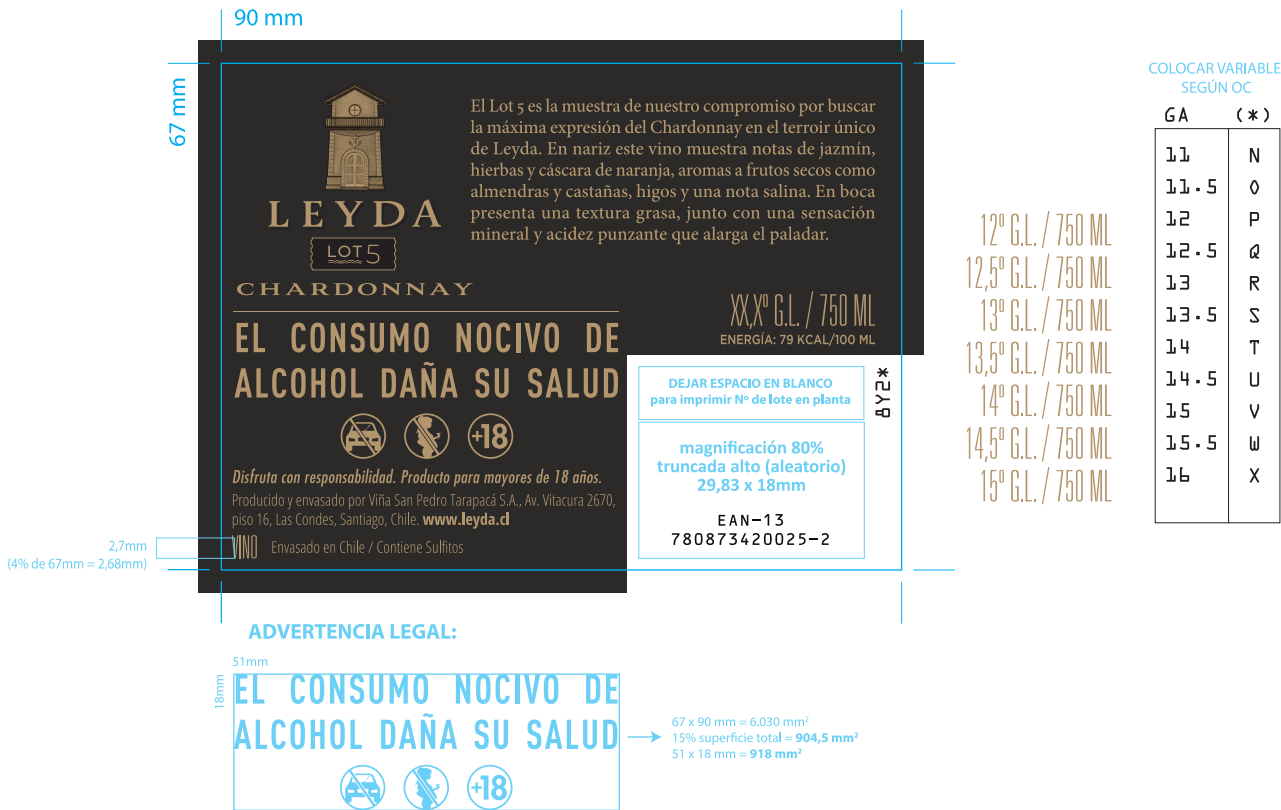 90 mm
67 mm
LEYDA
LOT 5
CHARDONNAY
El Lot 5 es la muestra de nuestro compromiso por buscar
la máxima expresión del Chardonnay en el terroir único
de Leyda. En nariz este vino muestra notas de jazmín,
hierbas y cáscara de naranja, aromas a frutos secos como
almendras y castañas, higos y una nota salina. En boca
presenta una textura grasa, junto con una sensación
mineral y acidez punzante que alarga el paladar.
XX,Xº G.L. / 750 ML
ENERGÍA: 79 KCAL/100 ML
EL CONSUMO NOCIVO DE
ALCOHOL DAÑA SU SALUD
+18
Disfruta con responsabilidad. Producto para mayores de 18 años.
Producido y envasado por Viña San Pedro Tarapacá S.A., Av. Vitacura 2670,
piso 16, Las Condes, Santiago, Chile. www.leyda.cl
VINO Envasado en Chile / Contiene Sulfitos
DEJAR ESPACIO EN BLANCO
para imprimir Nº de lote en planta
8Y2*
magnificación 80%
truncada alto (aleatorio)
29,83 x 18mm
EAN-13
780873420025-2
2,7mm
(4% de 67mm = 2,68mm)
12º G.L. / 750 ML
12,5º G.L. / 750 ML
13º G.L. / 750 ML
13,5º G.L. / 750 ML
14º G.L. / 750 ML
14,5º G.L. / 750 ML
15º G.L. / 750 ML
COLOCAR VARIABLE
SEGÚN OC
GA (*)
11 N
11.5 O
12 P
12.5 Q
13 R
13.5 S
14 T
14.5 U
15 V
15.5 W
16 X
ADVERTENCIA LEGAL:
51mm
18mm
EL CONSUMO NOCIVO DE
ALCOHOL DAÑA SU SALUD
+18
67 x 90 mm = 6.030 mm²
15% superficie total = 904,5 mm²
51 x 18 mm = 918 mm²